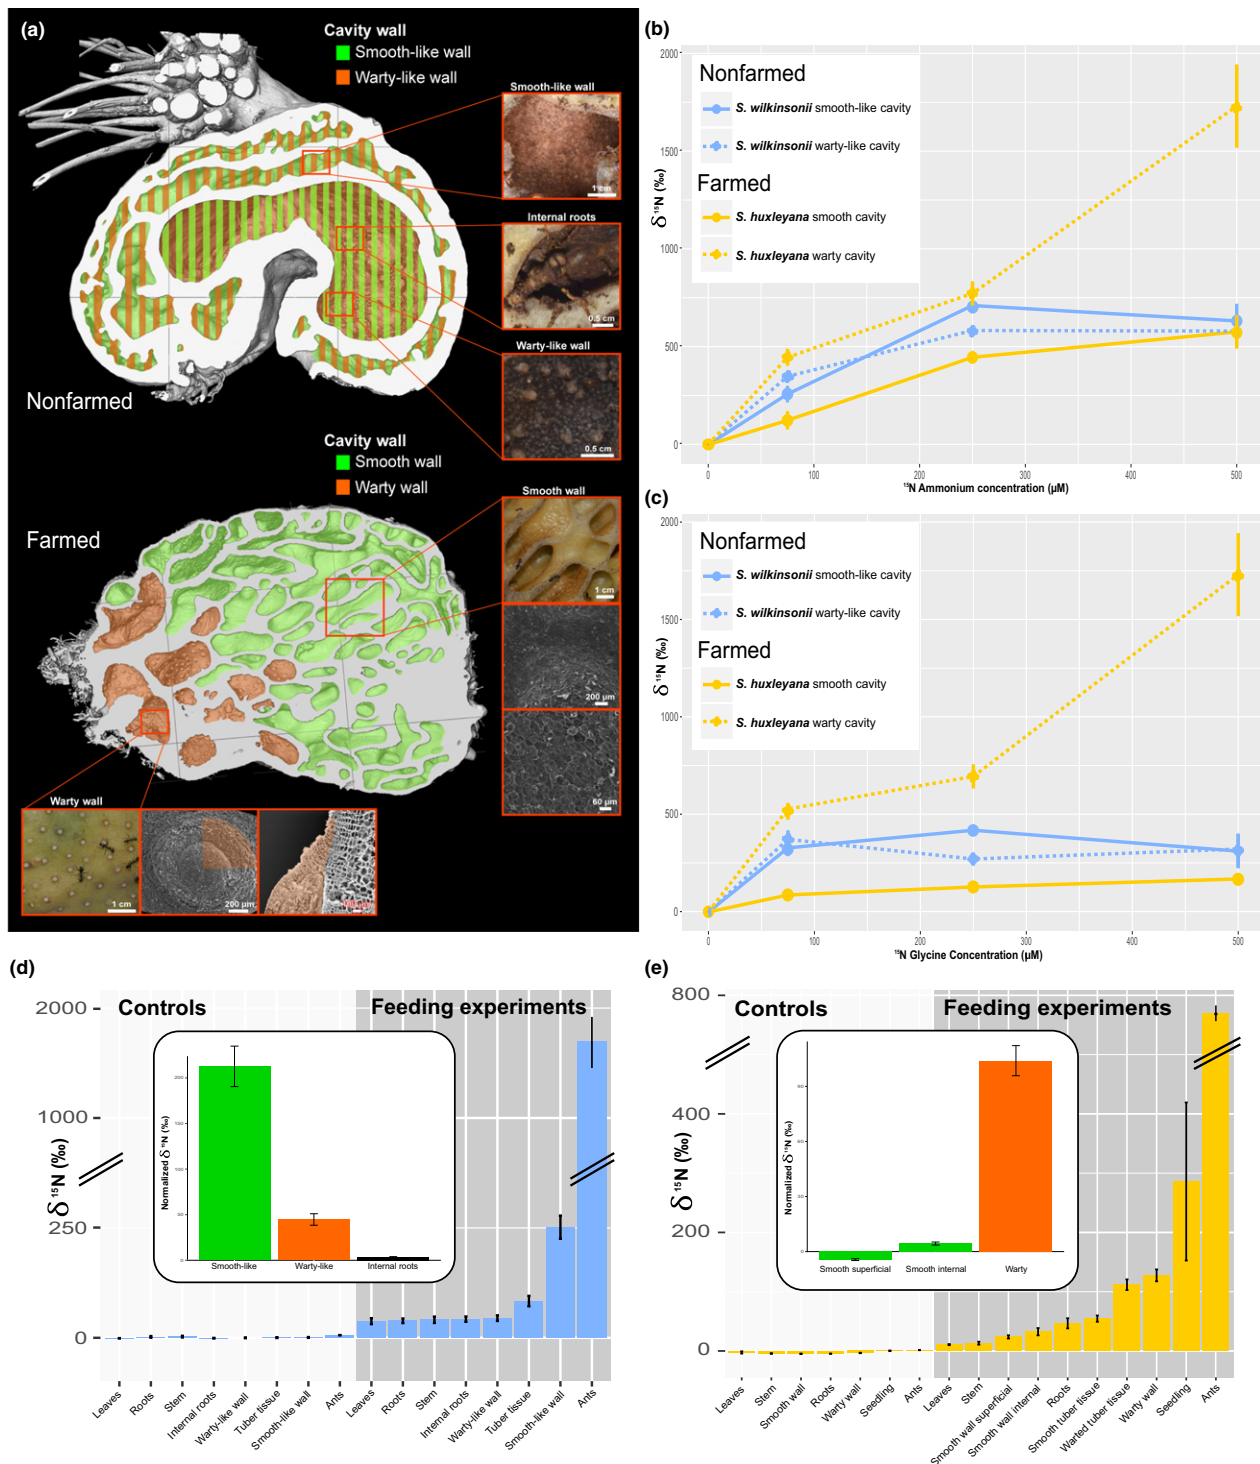 (a)
Cavity wall
Smooth-like wall
Warty-like wall
Smooth-like wall
1 cm
Internal roots
0.5 cm
Warty-like wall
0.5 cm
Nonfarmed
Cavity wall
Smooth wall
Warty wall
Farmed
Smooth wall
1 cm
200 µm
60 µm
Warty wall
1 cm
200 µm
(b)
2000
1500
1000
500
0
δ ¹⁵N (‰)
Nonfarmed
S. wilkinsonii smooth-like cavity
S. wilkinsonii warty-like cavity
Farmed
S. huxleyana smooth cavity
S. huxleyana warty cavity
0 100 200 300 400 500
¹⁵N Ammonium concentration (µM)
(c)
2000
1500
1000
500
0
δ ¹⁵N (‰)
Nonfarmed
S. wilkinsonii smooth-like cavity
S. wilkinsonii warty-like cavity
Farmed
S. huxleyana smooth cavity
S. huxleyana warty cavity
0 100 200 300 400 500
¹⁵N Glycine Concentration (µM)
(d)
Controls
Feeding experiments
2000
1000
250
0
δ ¹⁵N (‰)
Normalized δ ¹⁵N (‰)
200
150
100
50
0
Smooth-like Warty-like Internal roots
Leaves
Roots
Stem
Internal roots
Warty-like wall
Tuber tissue
Smooth-like wall
Ants
Leaves
Roots
Stem
Internal roots
Warty-like wall
Tuber tissue
Smooth-like wall
Ants
(e)
Controls
Feeding experiments
800
400
200
0
δ ¹⁵N (‰)
Normalized δ ¹⁵N (‰)
90
60
30
0
Smooth superficial Smooth internal Warty
Leaves
Stem
Smooth wall
Roots
Warty wall
Seedling
Ants
Leaves
Stem
Smooth wall superficial
Smooth wall internal
Roots
Smooth tuber tissue
Warted tuber tissue
Warty wall
Seedling
Ants